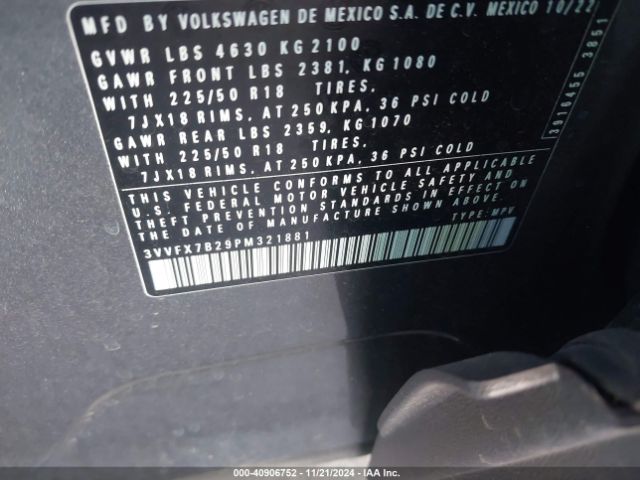 MFD BY VOLKSWAGEN DE MEXICO S.A. DE C.V. MEXICO 10/22
GVWR LBS 4630 KG 2100
GAWR FRONT LBS 2381, KG 1080
WITH 225/50 R18 TIRES,
7JX18 RIMS, AT 250 KPA, 36 PSI COLD
GAWR REAR LBS 2359, KG 1070
WITH 225/50 R18 TIRES,
7JX18 RIMS, AT 250 KPA, 36 PSI COLD
THIS VEHICLE CONFORMS TO ALL APPLICABLE
U.S. FEDERAL MOTOR VEHICLE SAFETY AND
THEFT PREVENTION STANDARDS IN EFFECT ON
THE DATE OF MANUFACTURE SHOWN ABOVE.
3VVFX7B29PM321881 TYPE: MPV
3916455 3851
000-40906752 - 11/21/2024 - IAA Inc.